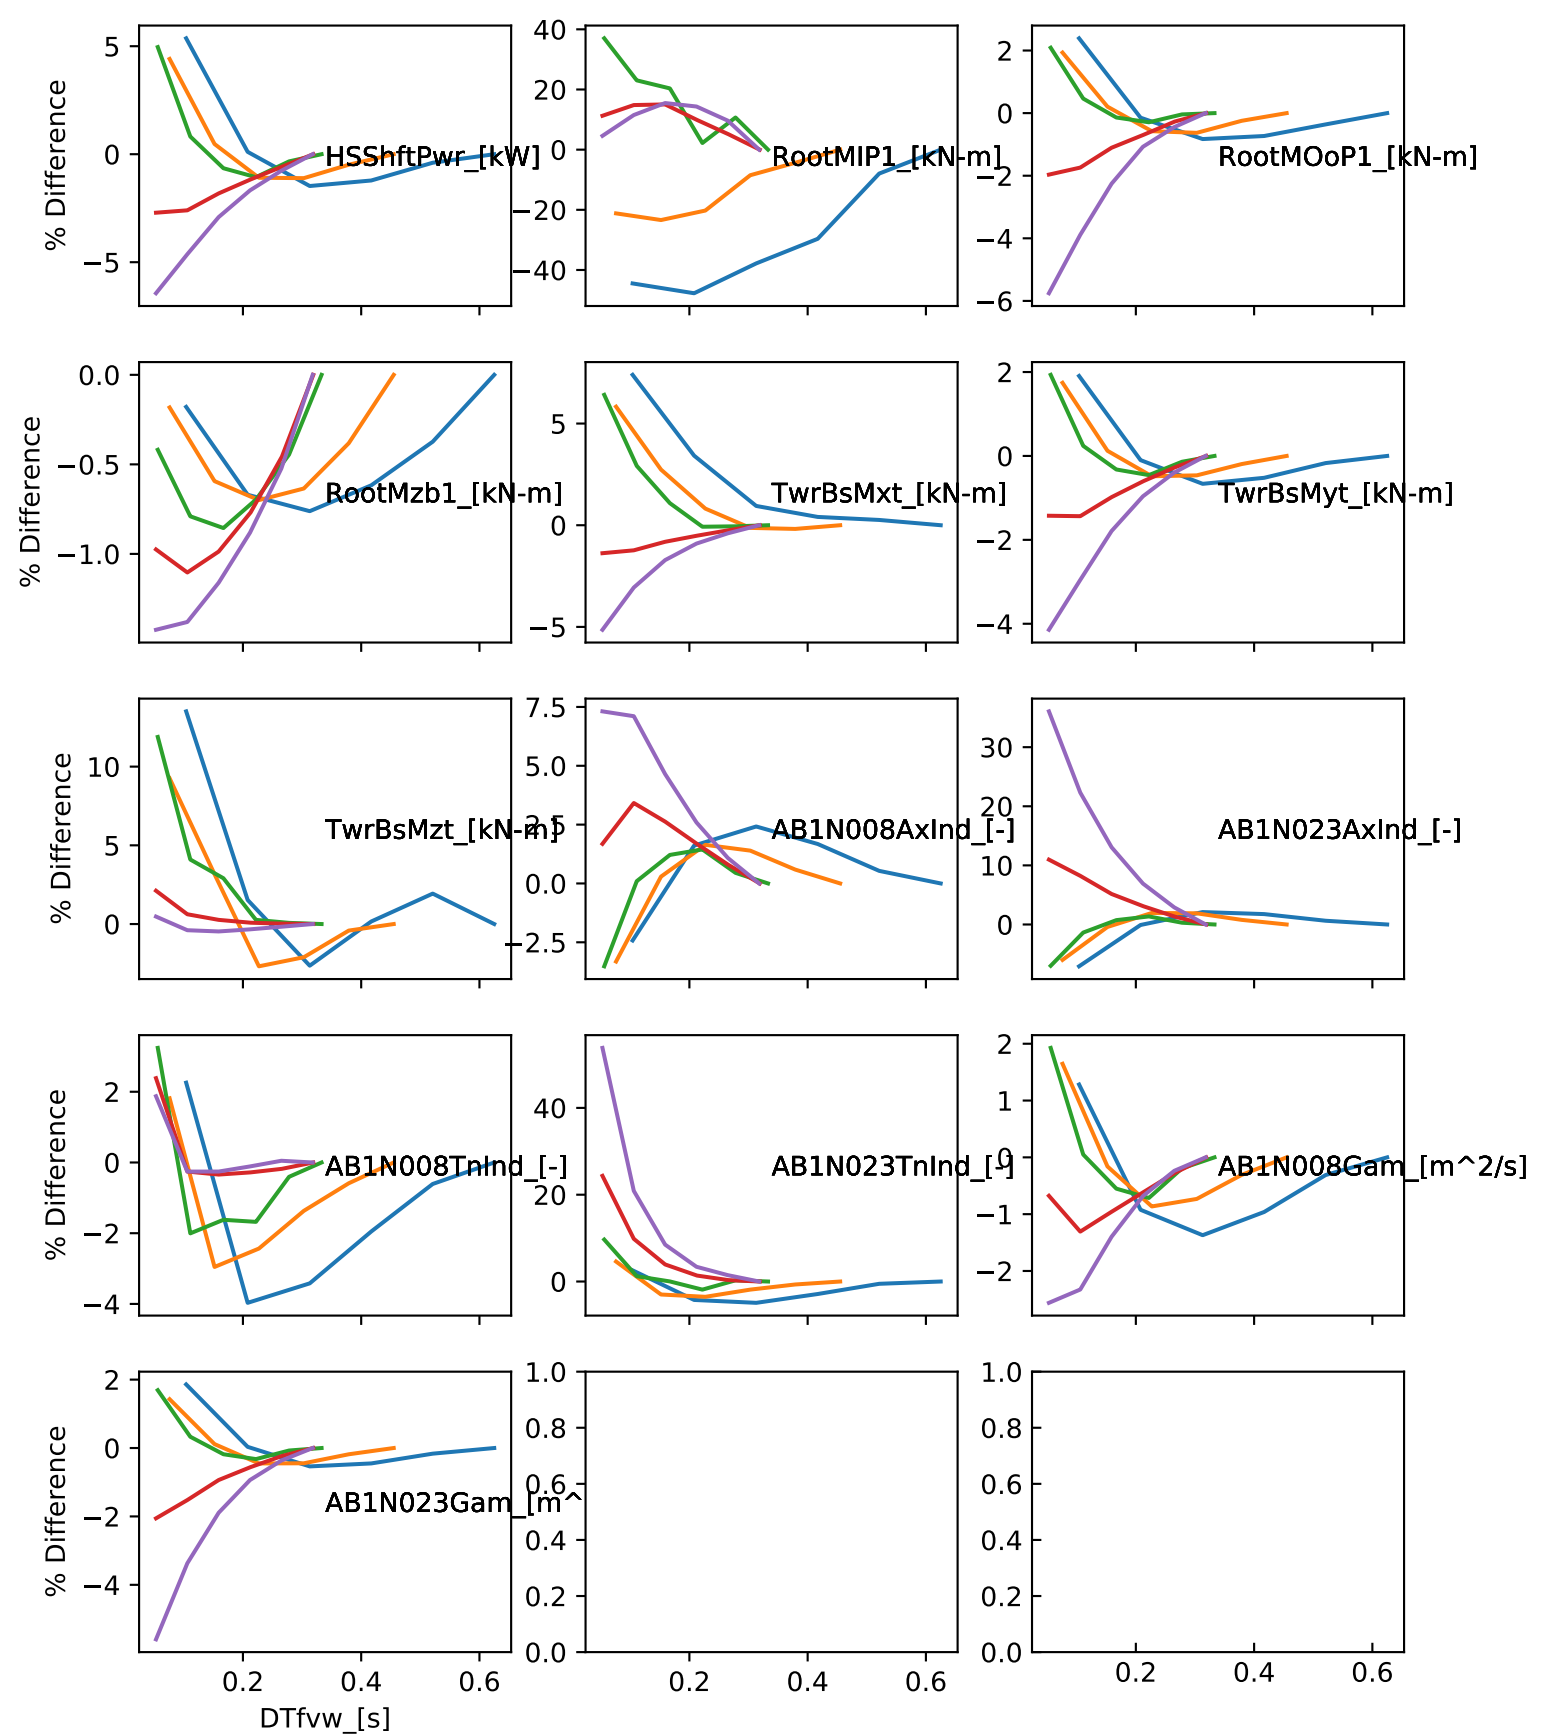 5
0
−5
% Difference
HSShftPwr_[kW]
40
20
0
−20
−40
RootMIP1_[kN-m]
2
0
−2
−4
−6
RootMOoP1_[kN-m]
0.0
−0.5
−1.0
% Difference
RootMzb1_[kN-m]
5
0
−5
TwrBsMxt_[kN-m]
2
0
−2
−4
TwrBsMyt_[kN-m]
10
5
0
% Difference
TwrBsMzt_[kN-m]
7.5
5.0
2.5
0.0
−2.5
AB1N008AxInd_[-]
30
20
10
0
AB1N023AxInd_[-]
2
0
−2
−4
% Difference
AB1N008TnInd_[-]
40
20
0
AB1N023TnInd_[-]
2
1
0
−1
−2
AB1N008Gam_[m^2/s]
2
0
−2
−4
% Difference
AB1N023Gam_[m^
0.2 0.4 0.6
DTfvw_[s]
1.0
0.8
0.6
0.4
0.2
0.0
0.2 0.4 0.6
1.0
0.8
0.6
0.4
0.2
0.0
0.2 0.4 0.6